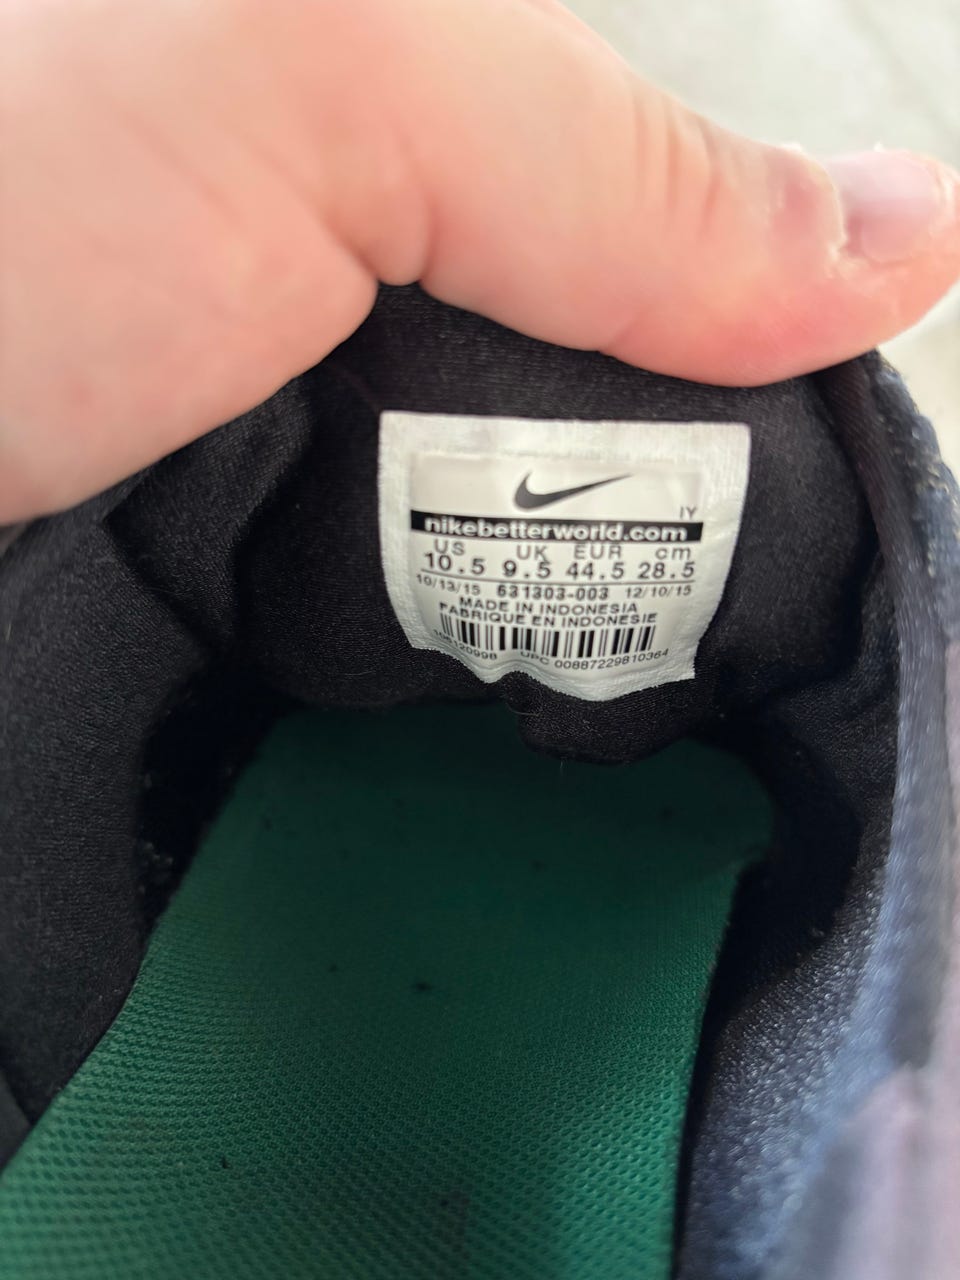 IY
nikebetterworld.com
US UK EUR cm
10.5 9.5 44.5 28.5
10/13/15 631303-003 12/10/15
MADE IN INDONESIA
FABRIQUE EN INDONESIE
UPC 00887229810364